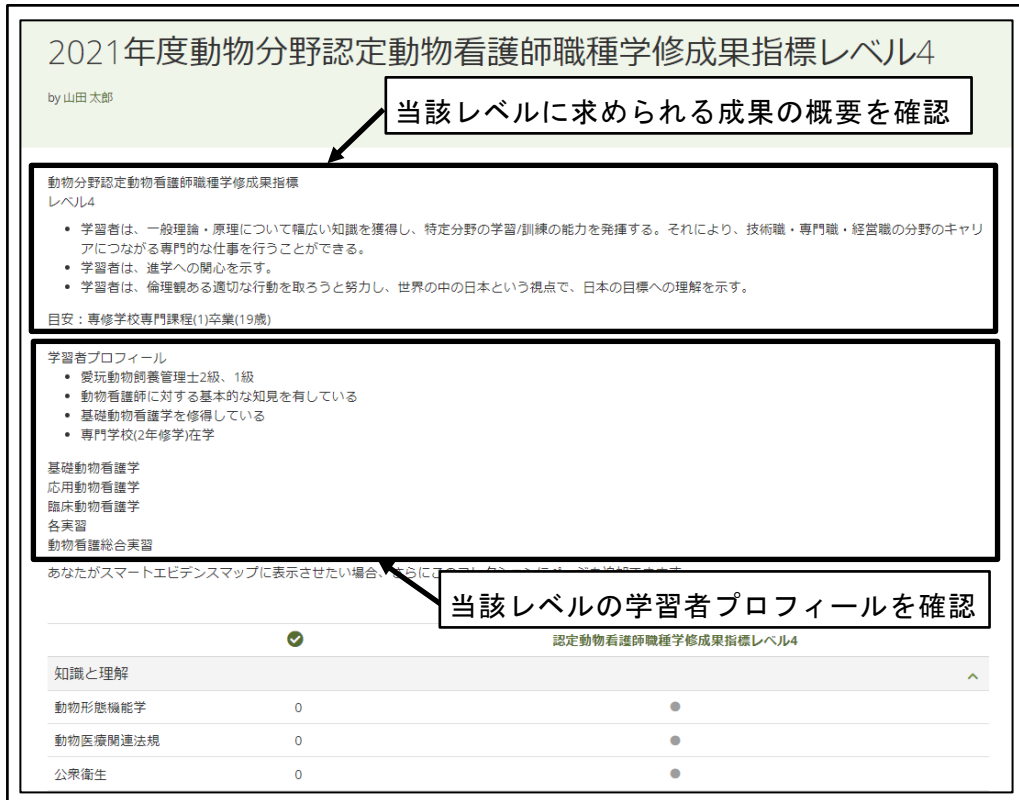 2021年度動物分野認定動物看護師職種学修成果指標レベル4
by 山田 太郎
当該レベルに求められる成果の概要を確認
動物分野認定動物看護師職種学修成果指標
レベル4
学習者は、一般理論・原理について幅広い知識を獲得し、特定分野の学習/訓練の能力を発揮する。それにより、技術職・専門職・経営職の分野のキャリ
アにつながる専門的な仕事を行うことができる。
学習者は、進学への関心を示す。
学習者は、倫理観ある適切な行動を取ろうと努力し、世界の中の日本という視点で、日本の目標への理解を示す。
目安：専修学校専門課程(1)卒業(19歳)
学習者プロフィール
愛玩動物飼養管理士2級、1級
動物看護師に対する基本的な知見を有している
基礎動物看護学を修得している
専門学校(2年修学)在学
基礎動物看護学
応用動物看護学
臨床動物看護学
各実習
動物看護総合実習
あなたがスマートエビデンスマップに表示させたい場合、さらにこ
当該レベルの学習者プロフィールを確認
認定動物看護師職種学修成果指標レベル4
知識と理解
動物形態機能学 0
動物医療関連法規 0
公衆衛生 0